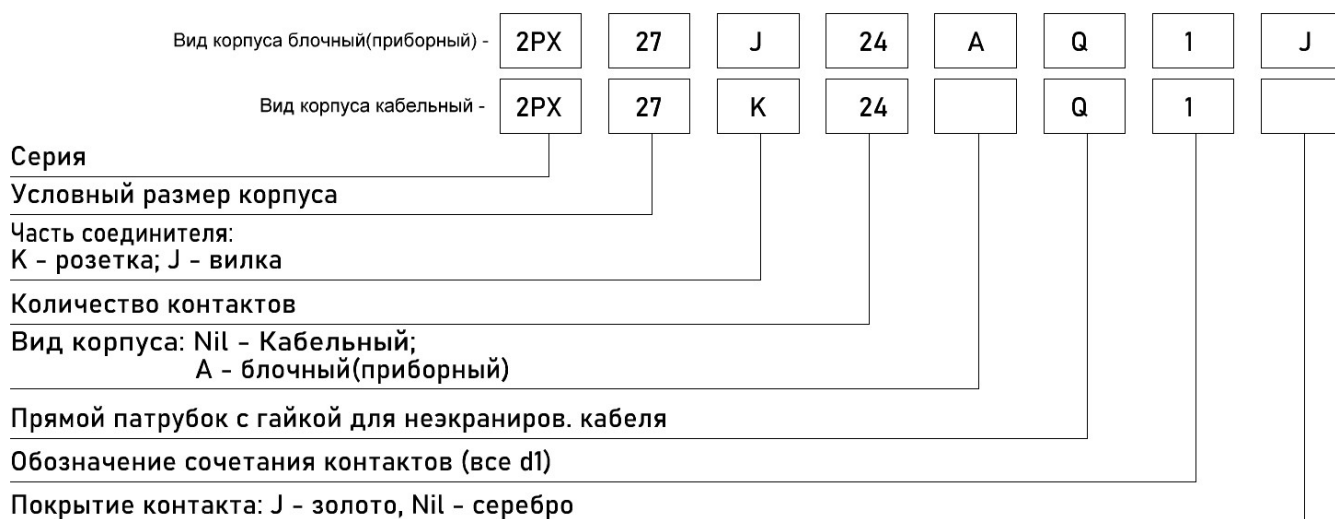 Вид корпуса блочный(приборный) - 2РХ 27 J 24 A Q 1 J
Вид корпуса кабельный - 2РХ 27 K 24 Q 1
Серия
Условный размер корпуса
Часть соединителя:
K - розетка; J - вилка
Количество контактов
Вид корпуса: Nil - Кабельный;
A - блочный(приборный)
Прямой патрубок с гайкой для неэкраниров. кабеля
Обозначение сочетания контактов (все d1)
Покрытие контакта: J - золото, Nil - серебро